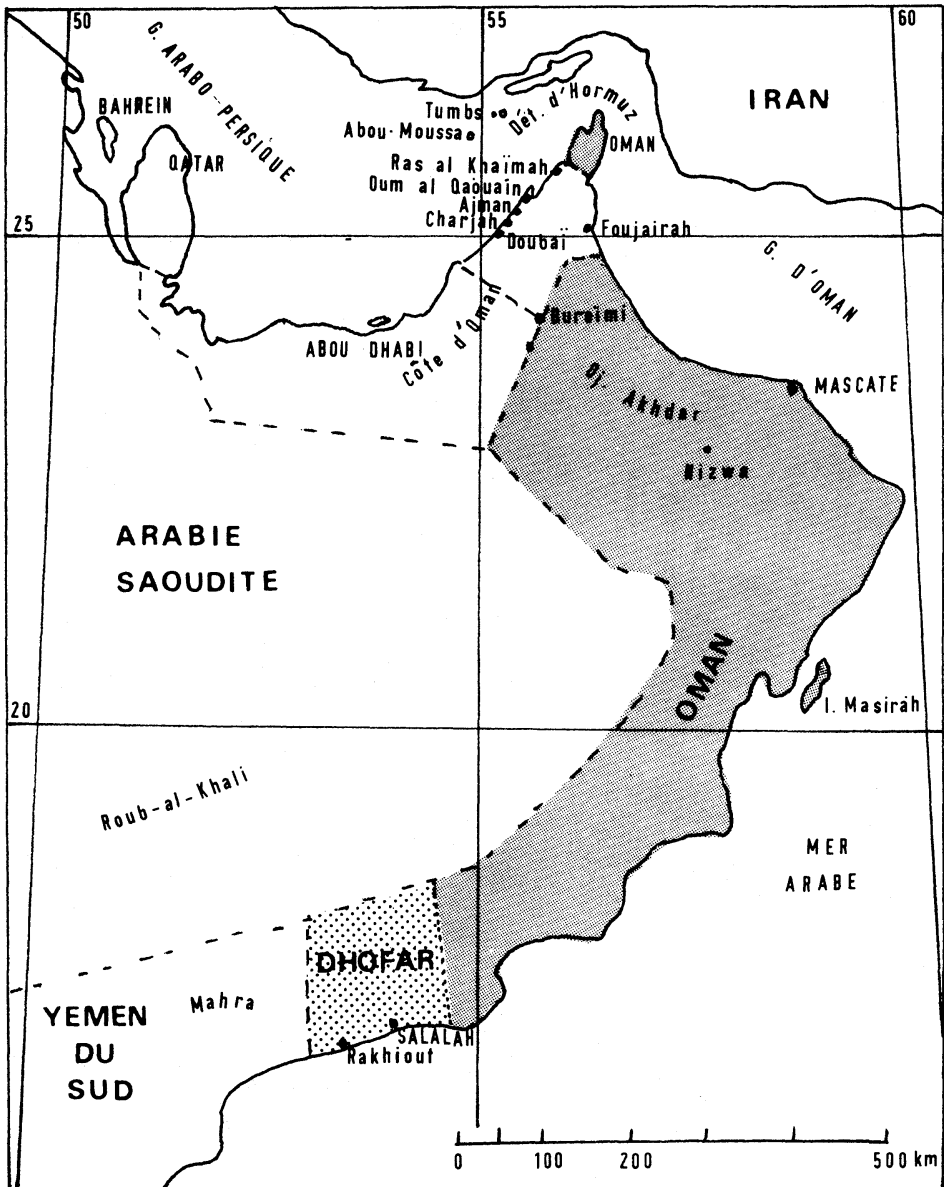 50
55
60
G. ARABO-PERSIQUE
BAHREIN
QATAR
IRAN
Tumbs
Dét. d'Hormuz
Abou-Moussa
OMAN
Ras al Khaïmah
Oum al Qaouaïn
Ajman
Charjah
25
Doubaï
Foujairah
G. D'OMAN
Bureimi
ABOU DHABI
Côte d'Oman
Dj. Akhdar
MASCATE
Nizwa
ARABIE
SAOUDITE
OMAN
I. Masirah
20
Roub-al-Khali
MER
ARABE
DHOFAR
Mahra
YEMEN
DU
SUD
SALALAH
Rakhiout
0 100 200 500 km